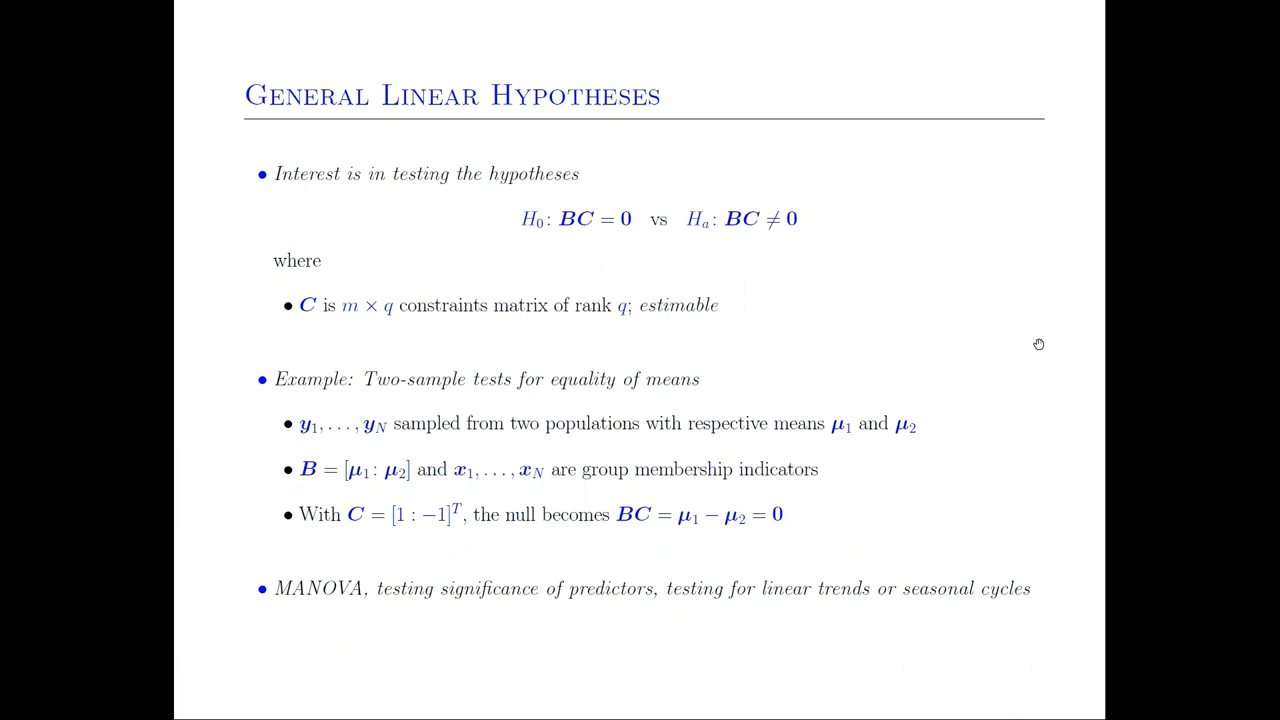 General Linear Hypotheses
• Interest is in testing the hypotheses
H₀: BC = 0 vs Hₐ: BC ≠ 0
where
• C is m × q constraints matrix of rank q; estimable
• Example: Two-sample tests for equality of means
• y₁, . . . , y_N sampled from two populations with respective means μ₁ and μ₂
• B = [μ₁: μ₂] and x₁, . . . , x_N are group membership indicators
• With C = [1 : −1]ᵀ, the null becomes BC = μ₁ − μ₂ = 0
• MANOVA, testing significance of predictors, testing for linear trends or seasonal cycles